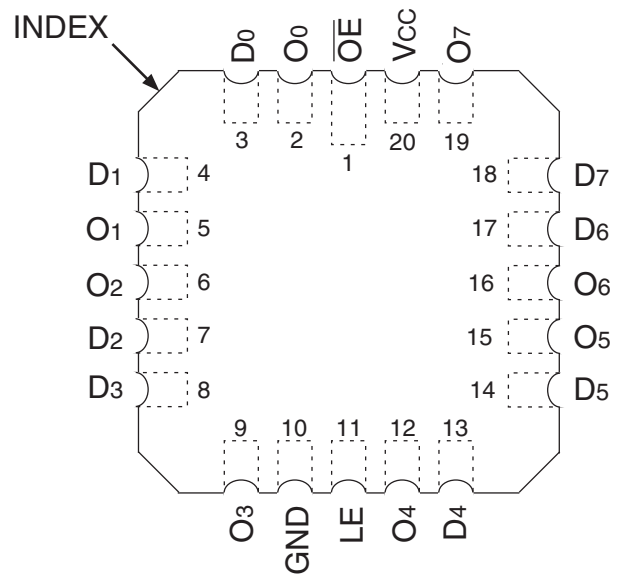 INDEX
D0 O0 O̅E̅ VCC O7
3 2 1 20 19
D1 4 18 D7
O1 5 17 D6
O2 6 16 O6
D2 7 15 O5
D3 8 14 D5
9 10 11 12 13
O3 GND LE O4 D4